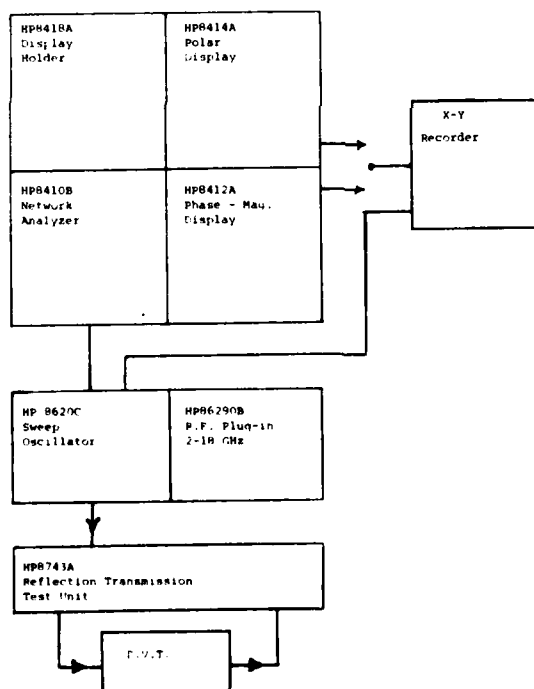 HP8418A
Display
Holder
HP8414A
Polar
Display
X-Y
Recorder
HP8410B
Network
Analyzer
HP8412A
Phase - Mag.
Display
HP 8620C
Sweep
Oscillator
HP86290B
R.F. Plug-in
2-18 GHz
HP8743A
Reflection Transmission
Test Unit